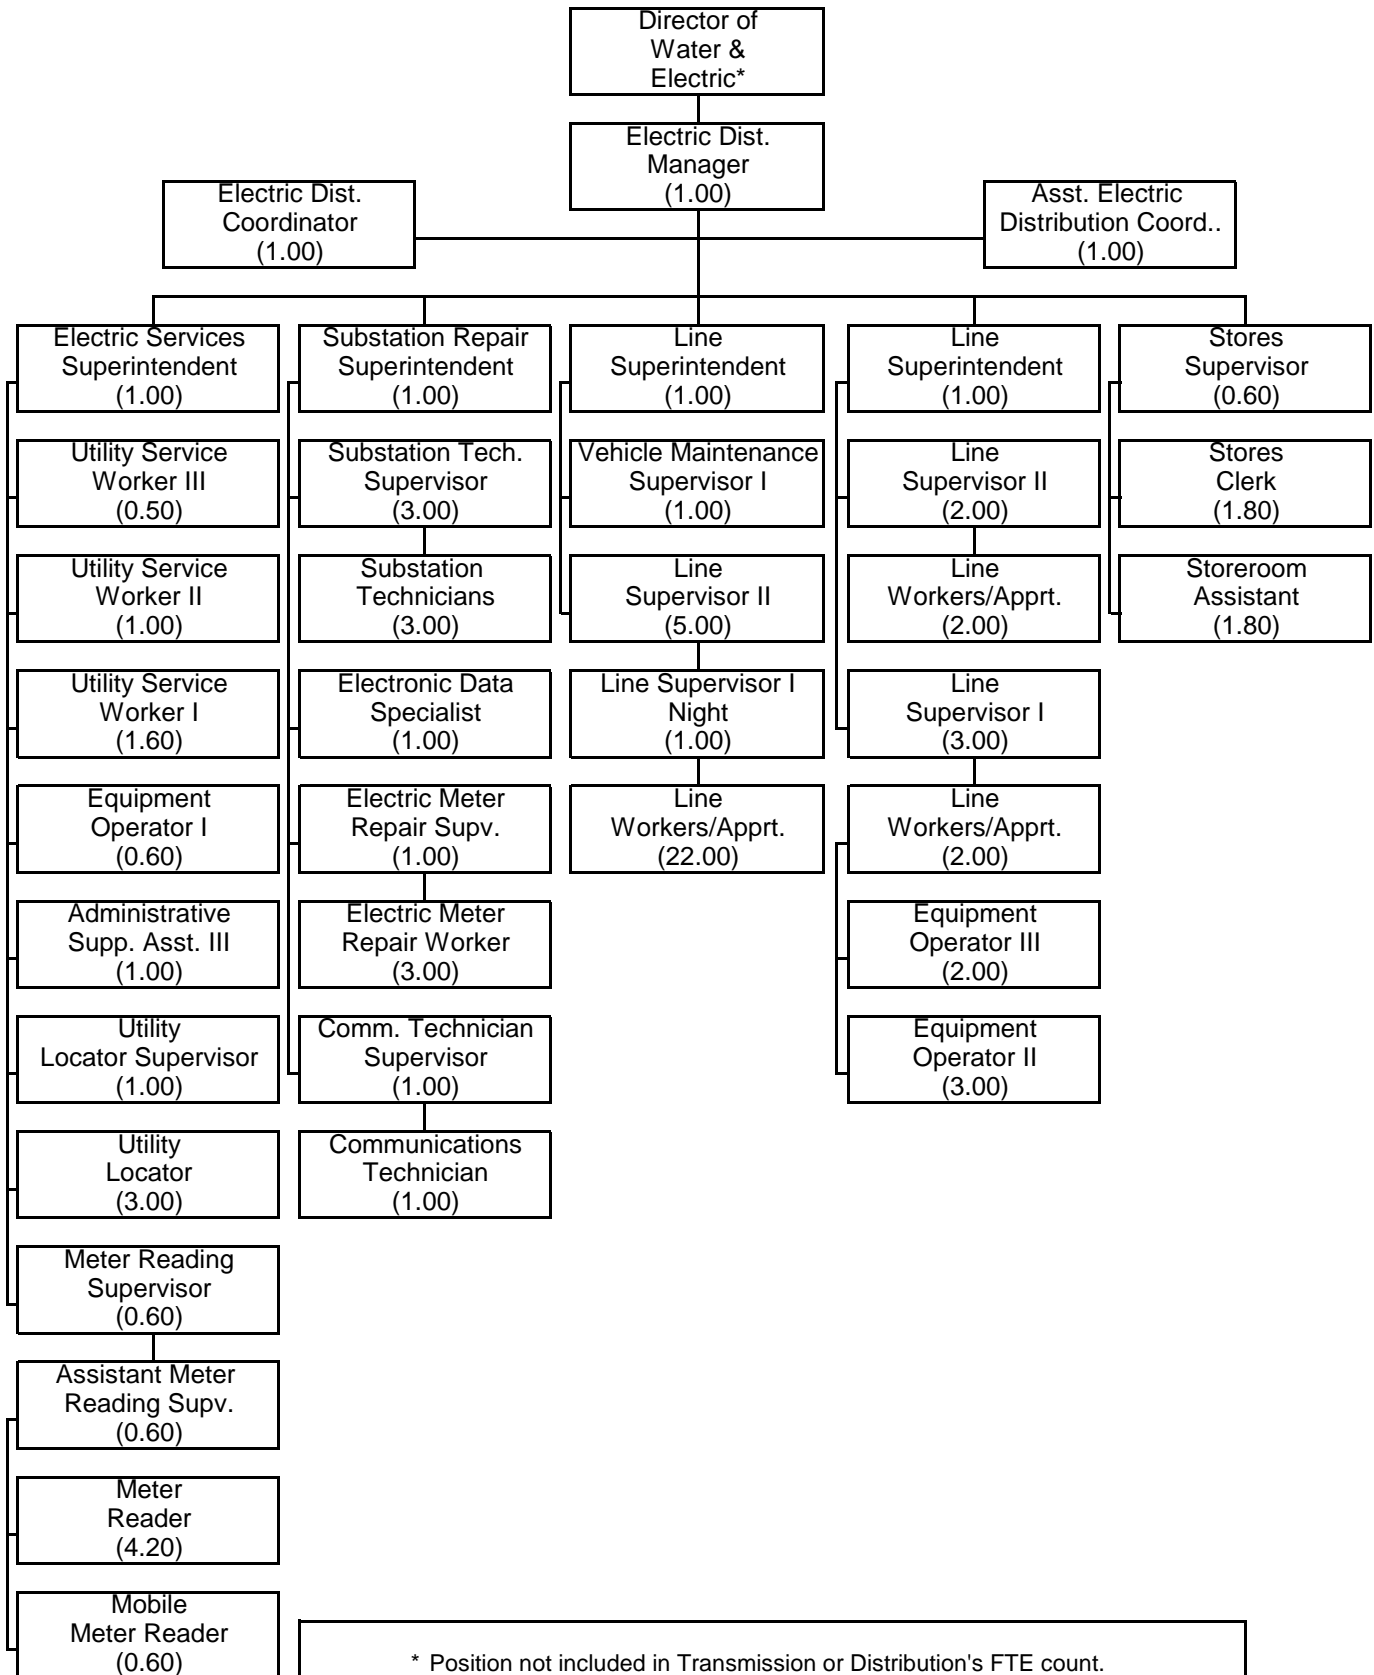 Director of
Water &
Electric*
Electric Dist.
Manager
(1.00)
Electric Dist.
Coordinator
(1.00)
Asst. Electric
Distribution Coord..
(1.00)
Electric Services
Superintendent
(1.00)
Utility Service
Worker III
(0.50)
Utility Service
Worker II
(1.00)
Utility Service
Worker I
(1.60)
Equipment
Operator I
(0.60)
Administrative
Supp. Asst. III
(1.00)
Utility
Locator Supervisor
(1.00)
Utility
Locator
(3.00)
Meter Reading
Supervisor
(0.60)
Assistant Meter
Reading Supv.
(0.60)
Meter
Reader
(4.20)
Mobile
Meter Reader
(0.60)
Substation Repair
Superintendent
(1.00)
Substation Tech.
Supervisor
(3.00)
Substation
Technicians
(3.00)
Electronic Data
Specialist
(1.00)
Electric Meter
Repair Supv.
(1.00)
Electric Meter
Repair Worker
(3.00)
Comm. Technician
Supervisor
(1.00)
Communications
Technician
(1.00)
Line
Superintendent
(1.00)
Vehicle Maintenance
Supervisor I
(1.00)
Line
Supervisor II
(5.00)
Line Supervisor I
Night
(1.00)
Line
Workers/Apprt.
(22.00)
Line
Superintendent
(1.00)
Line
Supervisor II
(2.00)
Line
Workers/Apprt.
(2.00)
Line
Supervisor I
(3.00)
Line
Workers/Apprt.
(2.00)
Equipment
Operator III
(2.00)
Equipment
Operator II
(3.00)
Stores
Supervisor
(0.60)
Stores
Clerk
(1.80)
Storeroom
Assistant
(1.80)
* Position not included in Transmission or Distribution's FTE count.